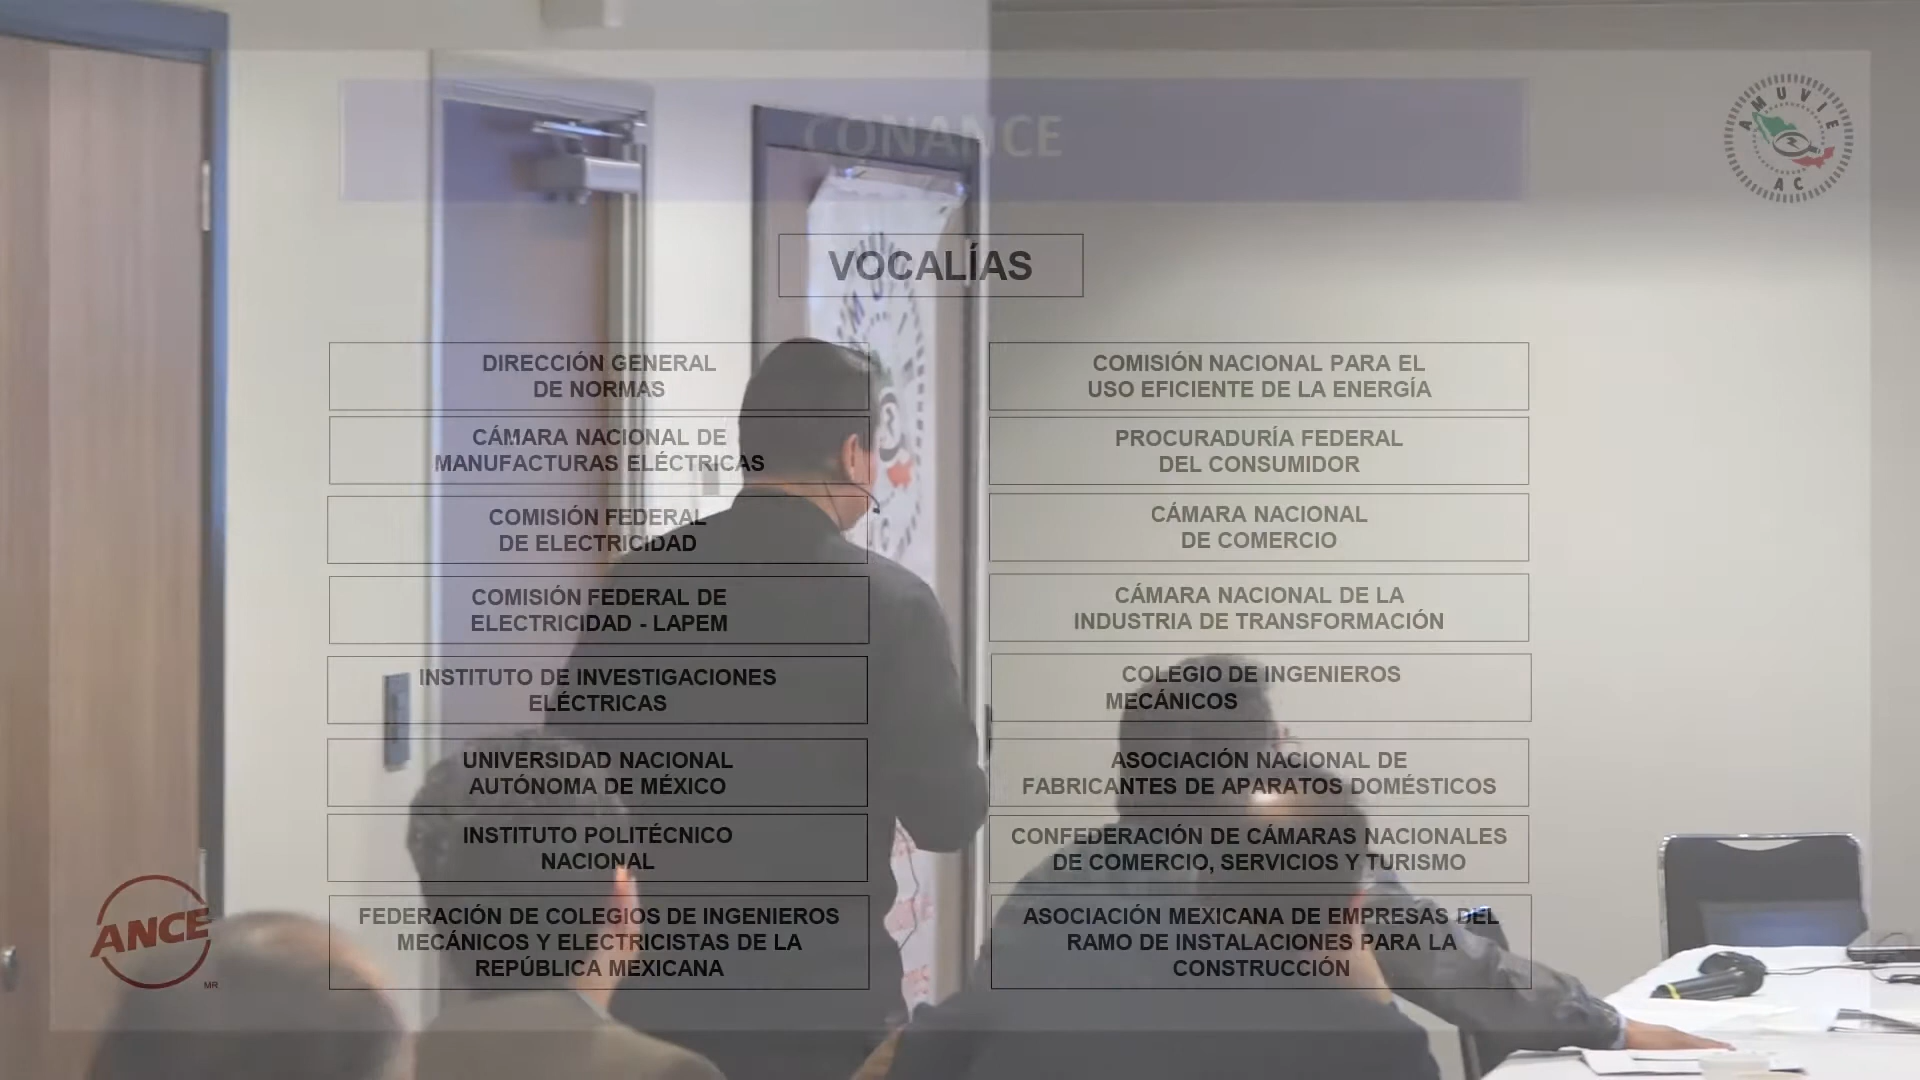 CONANCE
AMUVIE
AC
VOCALÍAS
DIRECCIÓN GENERAL
DE NORMAS
CÁMARA NACIONAL DE
MANUFACTURAS ELÉCTRICAS
COMISIÓN FEDERAL
DE ELECTRICIDAD
COMISIÓN FEDERAL DE
ELECTRICIDAD - LAPEM
INSTITUTO DE INVESTIGACIONES
ELÉCTRICAS
UNIVERSIDAD NACIONAL
AUTÓNOMA DE MÉXICO
INSTITUTO POLITÉCNICO
NACIONAL
FEDERACIÓN DE COLEGIOS DE INGENIEROS
MECÁNICOS Y ELECTRICISTAS DE LA
REPÚBLICA MEXICANA
COMISIÓN NACIONAL PARA EL
USO EFICIENTE DE LA ENERGÍA
PROCURADURÍA FEDERAL
DEL CONSUMIDOR
CÁMARA NACIONAL
DE COMERCIO
CÁMARA NACIONAL DE LA
INDUSTRIA DE TRANSFORMACIÓN
COLEGIO DE INGENIEROS
MECÁNICOS
ASOCIACIÓN NACIONAL DE
FABRICANTES DE APARATOS DOMÉSTICOS
CONFEDERACIÓN DE CÁMARAS NACIONALES
DE COMERCIO, SERVICIOS Y TURISMO
ASOCIACIÓN MEXICANA DE EMPRESAS DEL
RAMO DE INSTALACIONES PARA LA
CONSTRUCCIÓN
ANCE
MR